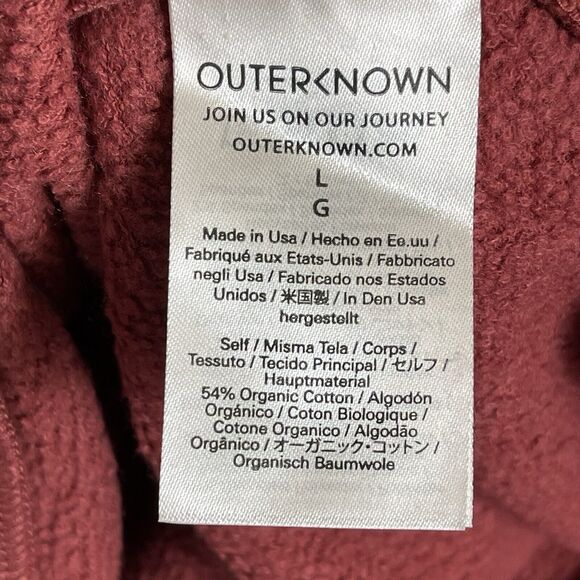 OUTERKNOWN
JOIN US ON OUR JOURNEY
OUTERKNOWN.COM
L
G
Made in Usa / Hecho en Ee.uu /
Fabriqué aux Etats-Unis / Fabbricato
negli Usa / Fabricado nos Estados
Unidos / 米国製 / In Den Usa
hergestellt
Self / Misma Tela / Corps /
Tessuto / Tecido Principal / セルフ /
Hauptmaterial
54% Organic Cotton / Algodón
Orgánico / Coton Biologique /
Cotone Organico / Algodão
Orgânico / オーガニック・コットン /
Organisch Baumwole